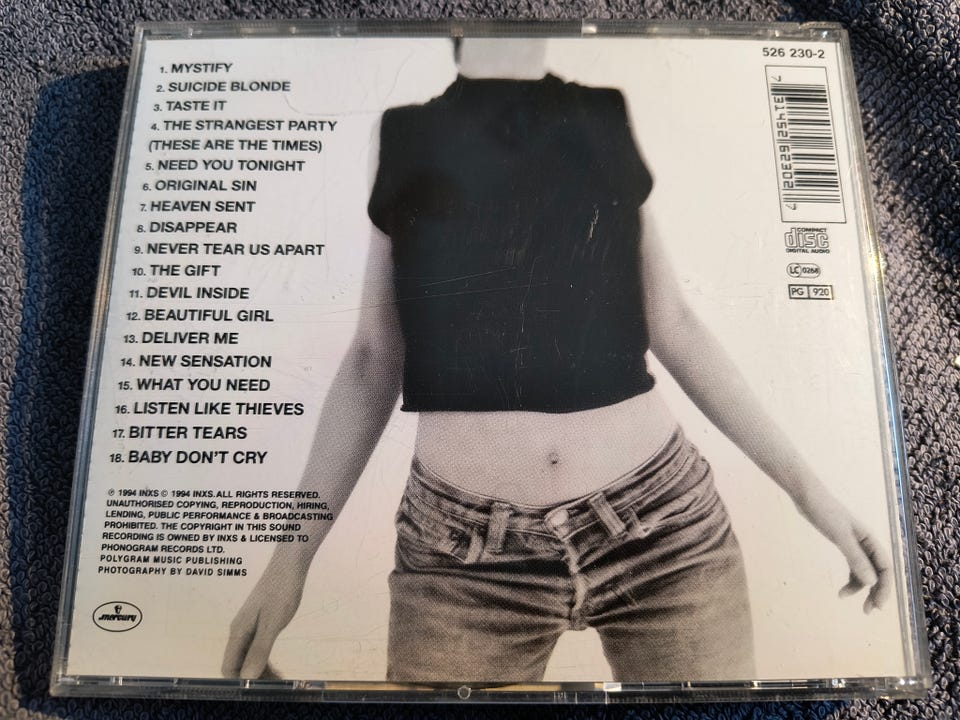 1. MYSTIFY
2. SUICIDE BLONDE
3. TASTE IT
4. THE STRANGEST PARTY
(THESE ARE THE TIMES)
5. NEED YOU TONIGHT
6. ORIGINAL SIN
7. HEAVEN SENT
8. DISAPPEAR
9. NEVER TEAR US APART
10. THE GIFT
11. DEVIL INSIDE
12. BEAUTIFUL GIRL
13. DELIVER ME
14. NEW SENSATION
15. WHAT YOU NEED
16. LISTEN LIKE THIEVES
17. BITTER TEARS
18. BABY DON'T CRY
℗ 1994 INXS © 1994 INXS. ALL RIGHTS RESERVED.
UNAUTHORISED COPYING, REPRODUCTION, HIRING,
LENDING, PUBLIC PERFORMANCE & BROADCASTING
PROHIBITED. THE COPYRIGHT IN THIS SOUND
RECORDING IS OWNED BY INXS & LICENSED TO
PHONOGRAM RECORDS LTD.
POLYGRAM MUSIC PUBLISHING
PHOTOGRAPHY BY DAVID SIMMS
mercury
526 230-2
7 31452 62302 7
COMPACT
disc
DIGITAL AUDIO
LC 0268
PG 920